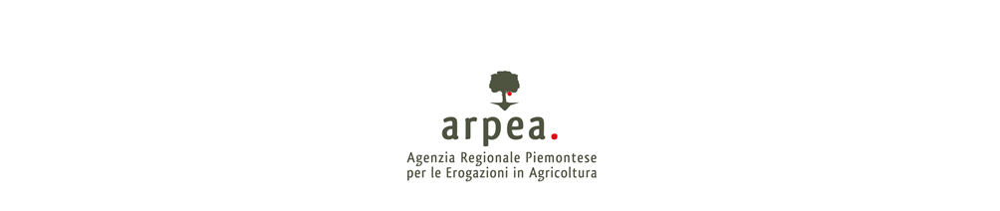 arpea.
Agenzia Regionale Piemontese
per le Erogazioni in Agricoltura